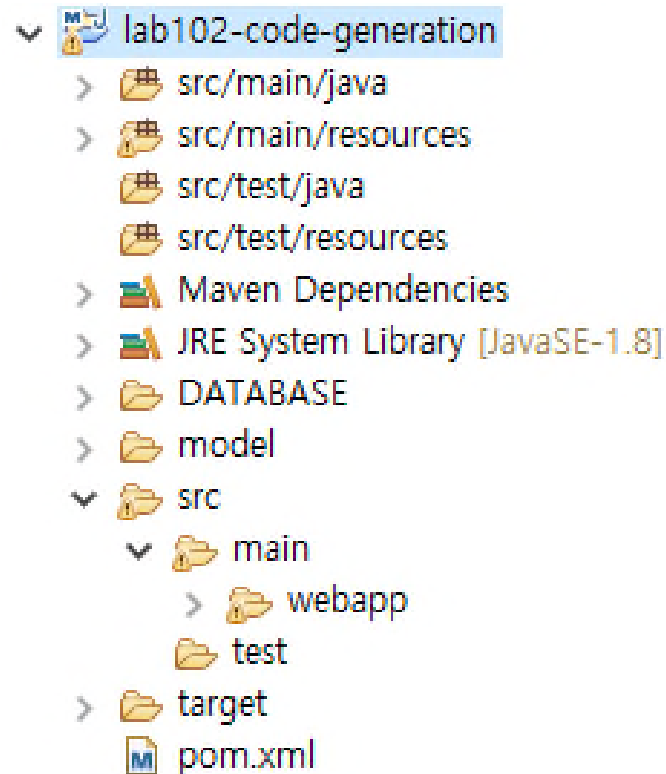 lab102-code-generation
src/main/java
src/main/resources
src/test/java
src/test/resources
Maven Dependencies
JRE System Library [JavaSE-1.8]
DATABASE
model
src
main
webapp
test
target
pom.xml